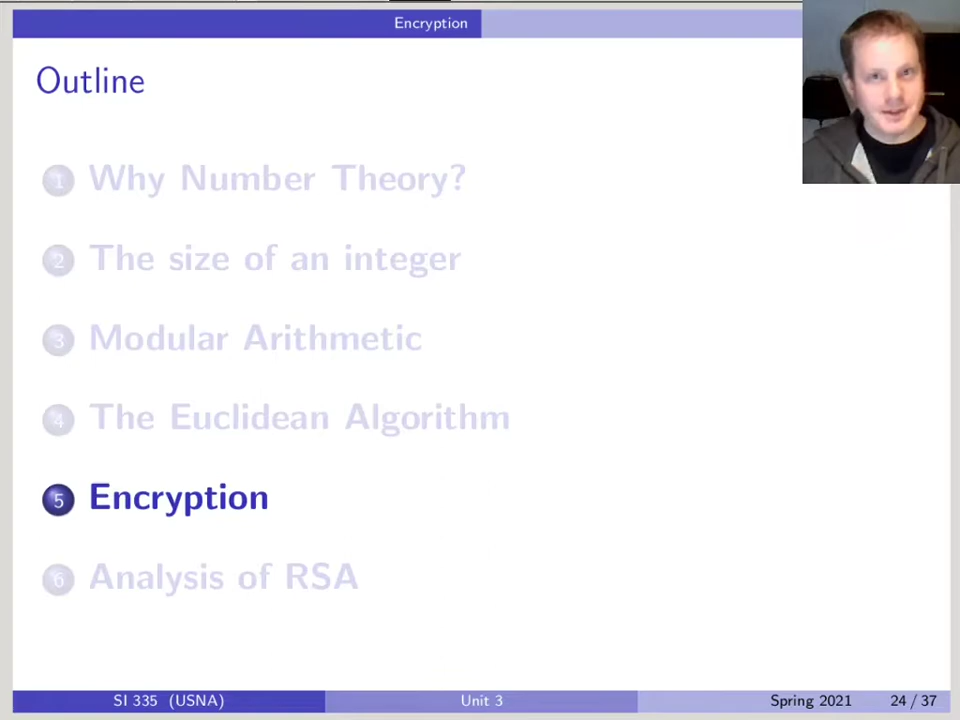 Encryption
Outline
1 Why Number Theory?
2 The size of an integer
3 Modular Arithmetic
4 The Euclidean Algorithm
5 Encryption
6 Analysis of RSA
SI 335 (USNA) Unit 3 Spring 2021 24 / 37